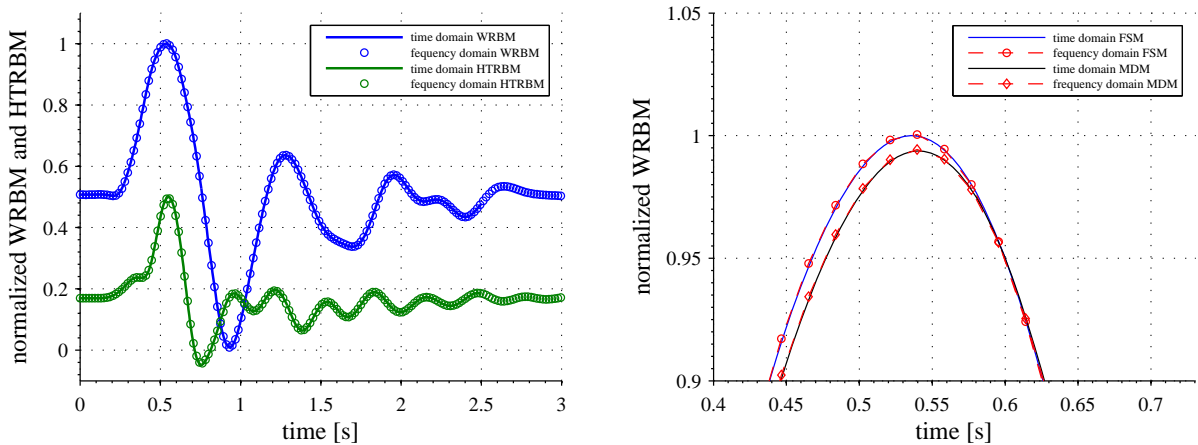 normalized WRBM and HTRBM
1
0.8
0.6
0.4
0.2
0
0
0.5
1
1.5
2
2.5
3
time [s]
time domain WRBM
fequency domain WRBM
time domain HTRBM
fequency domain HTRBM
normalized WRBM
1.05
1
0.95
0.9
0.4
0.45
0.5
0.55
0.6
0.65
0.7
time [s]
time domain FSM
fequency domain FSM
time domain MDM
frequency domain MDM